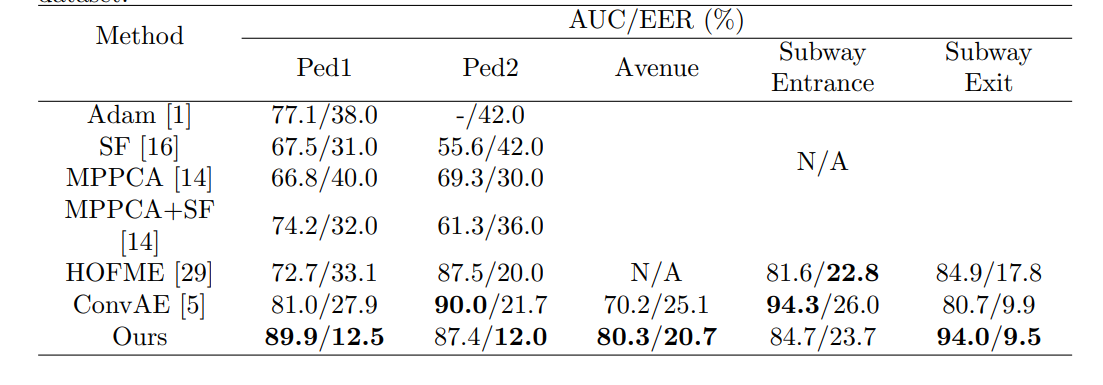 dataset.
Method AUC/EER (%)
Ped1 Ped2 Avenue Subway Entrance Subway Exit
Adam [1] 77.1/38.0 -/42.0
SF [16] 67.5/31.0 55.6/42.0
N/A
MPPCA [14] 66.8/40.0 69.3/30.0
MPPCA+SF [14] 74.2/32.0 61.3/36.0
HOFME [29] 72.7/33.1 87.5/20.0 N/A 81.6/22.8 84.9/17.8
ConvAE [5] 81.0/27.9 90.0/21.7 70.2/25.1 94.3/26.0 80.7/9.9
Ours 89.9/12.5 87.4/12.0 80.3/20.7 84.7/23.7 94.0/9.5